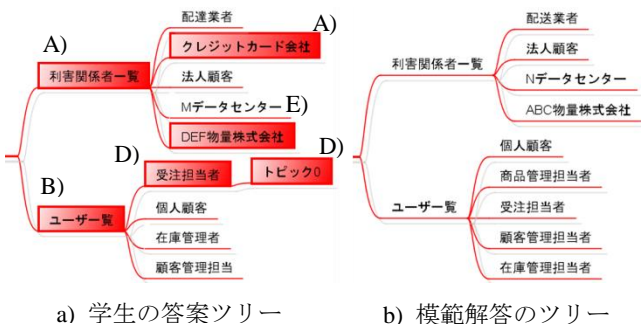 配達業者
A)
A)
クレジットカード会社
利害関係者一覧
法人顧客
Mデータセンター
E)
DEF物量株式会社
D)
D)
受注担当者
トピック0
B)
ユーザー覧
個人顧客
在庫管理者
顧客管理担当
a) 学生の答案ツリー
配送業者
法人顧客
利害関係者一覧
Nデータセンター
ABC物量株式会社
個人顧客
商品管理担当者
ユーザー覧
受注担当者
顧客管理担当者
在庫管理担当者
b) 模範解答のツリー